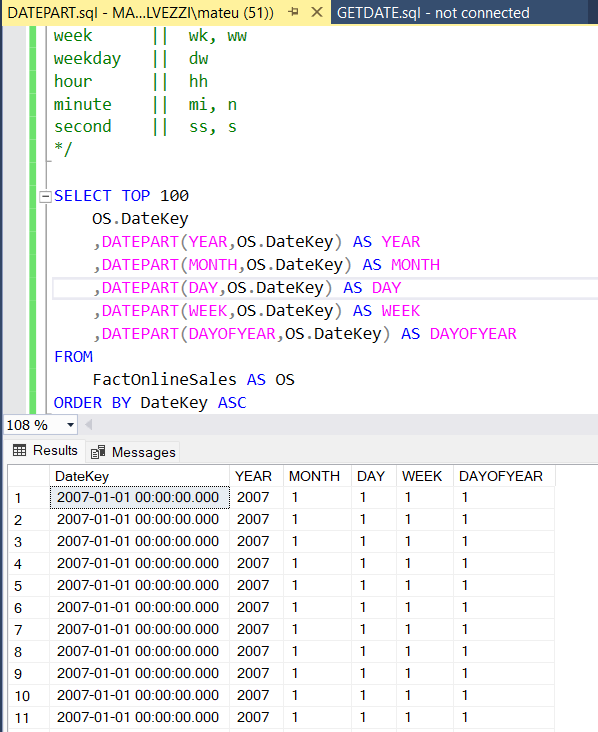 DATEPART.sql - MA...LVEZZI\mateu (51)) GETDATE.sql - not connected
week || wk, ww
weekday || dw
hour || hh
minute || mi, n
second || ss, s
*/
SELECT TOP 100
OS.DateKey
,DATEPART(YEAR,OS.DateKey) AS YEAR
,DATEPART(MONTH,OS.DateKey) AS MONTH
,DATEPART(DAY,OS.DateKey) AS DAY
,DATEPART(WEEK,OS.DateKey) AS WEEK
,DATEPART(DAYOFYEAR,OS.DateKey) AS DAYOFYEAR
FROM
FactOnlineSales AS OS
ORDER BY DateKey ASC
108 %
Results Messages
DateKey YEAR MONTH DAY WEEK DAYOFYEAR
1 2007-01-01 00:00:00.000 2007 1 1 1 1
2 2007-01-01 00:00:00.000 2007 1 1 1 1
3 2007-01-01 00:00:00.000 2007 1 1 1 1
4 2007-01-01 00:00:00.000 2007 1 1 1 1
5 2007-01-01 00:00:00.000 2007 1 1 1 1
6 2007-01-01 00:00:00.000 2007 1 1 1 1
7 2007-01-01 00:00:00.000 2007 1 1 1 1
8 2007-01-01 00:00:00.000 2007 1 1 1 1
9 2007-01-01 00:00:00.000 2007 1 1 1 1
10 2007-01-01 00:00:00.000 2007 1 1 1 1
11 2007-01-01 00:00:00.000 2007 1 1 1 1